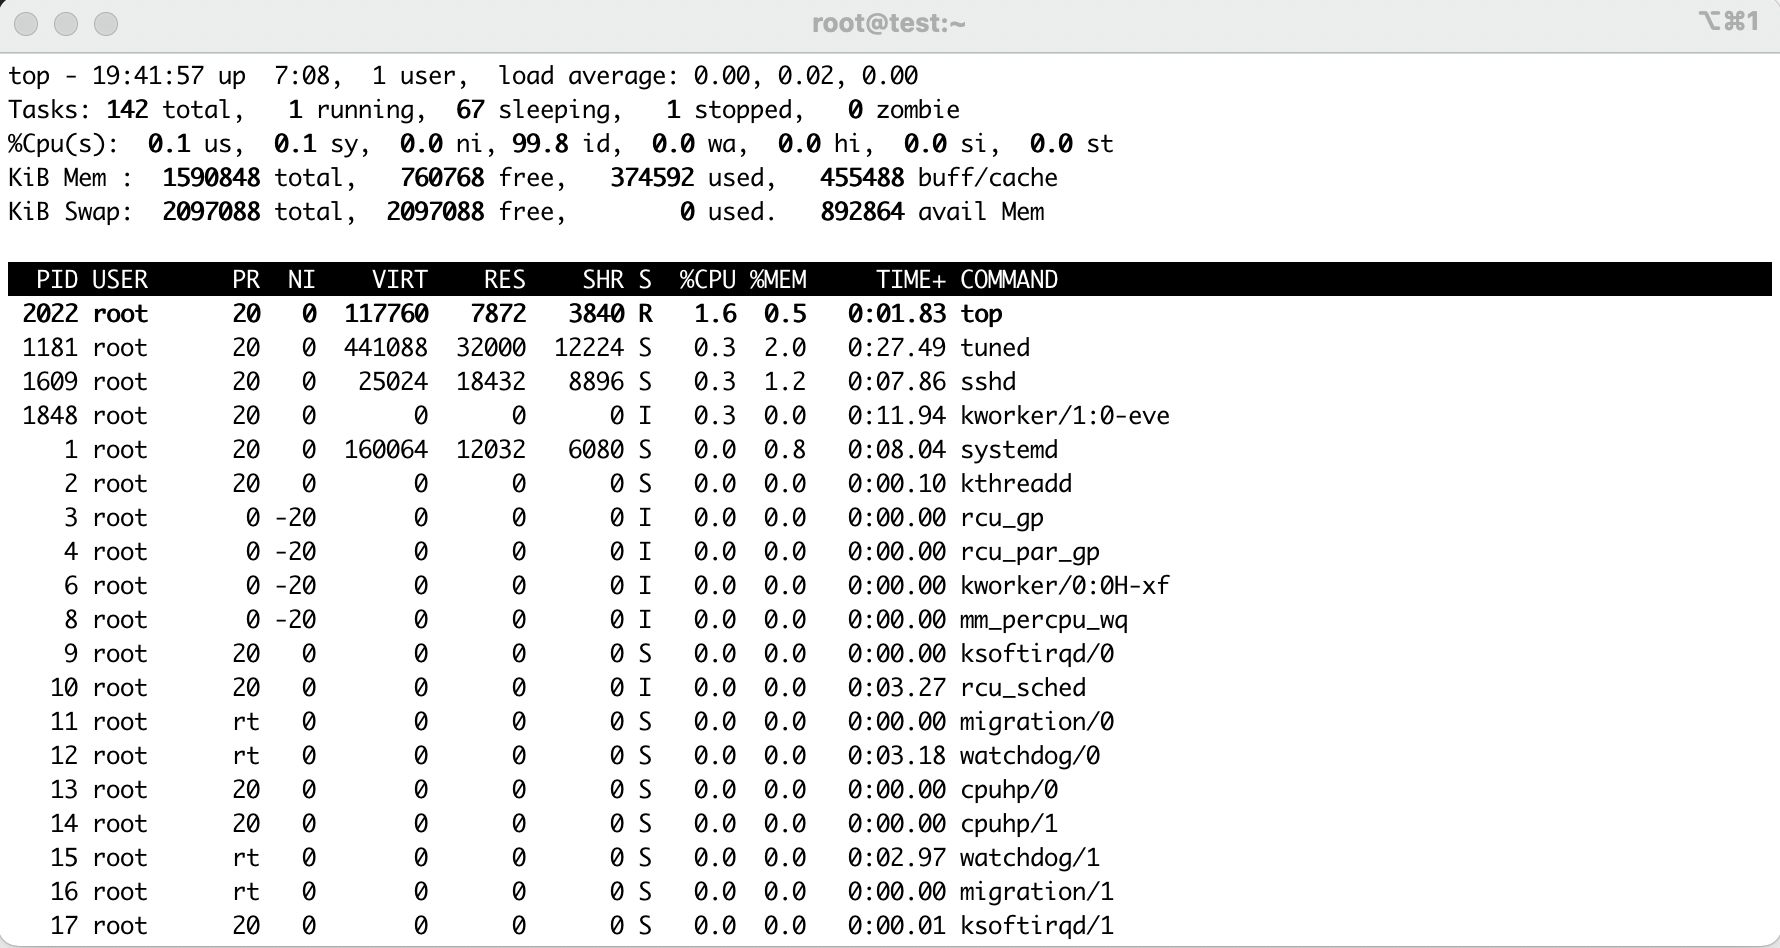 root@test:~
⌥⌘1
top - 19:41:57 up  7:08,  1 user,  load average: 0.00, 0.02, 0.00
Tasks: 142 total,   1 running,  67 sleeping,   1 stopped,   0 zombie
%Cpu(s):  0.1 us,  0.1 sy,  0.0 ni, 99.8 id,  0.0 wa,  0.0 hi,  0.0 si,  0.0 st
KiB Mem :  1590848 total,   760768 free,   374592 used,   455488 buff/cache
KiB Swap:  2097088 total,  2097088 free,        0 used.   892864 avail Mem
  PID USER      PR  NI    VIRT    RES    SHR S  %CPU %MEM     TIME+ COMMAND
 2022 root      20   0  117760   7872   3840 R   1.6  0.5   0:01.83 top
 1181 root      20   0  441088  32000  12224 S   0.3  2.0   0:27.49 tuned
 1609 root      20   0   25024  18432   8896 S   0.3  1.2   0:07.86 sshd
 1848 root      20   0       0      0      0 I   0.3  0.0   0:11.94 kworker/1:0-eve
    1 root      20   0  160064  12032   6080 S   0.0  0.8   0:08.04 systemd
    2 root      20   0       0      0      0 S   0.0  0.0   0:00.10 kthreadd
    3 root       0 -20       0      0      0 I   0.0  0.0   0:00.00 rcu_gp
    4 root       0 -20       0      0      0 I   0.0  0.0   0:00.00 rcu_par_gp
    6 root       0 -20       0      0      0 I   0.0  0.0   0:00.00 kworker/0:0H-xf
    8 root       0 -20       0      0      0 I   0.0  0.0   0:00.00 mm_percpu_wq
    9 root      20   0       0      0      0 S   0.0  0.0   0:00.00 ksoftirqd/0
   10 root      20   0       0      0      0 I   0.0  0.0   0:03.27 rcu_sched
   11 root      rt   0       0      0      0 S   0.0  0.0   0:00.00 migration/0
   12 root      rt   0       0      0      0 S   0.0  0.0   0:03.18 watchdog/0
   13 root      20   0       0      0      0 S   0.0  0.0   0:00.00 cpuhp/0
   14 root      20   0       0      0      0 S   0.0  0.0   0:00.00 cpuhp/1
   15 root      rt   0       0      0      0 S   0.0  0.0   0:02.97 watchdog/1
   16 root      rt   0       0      0      0 S   0.0  0.0   0:00.00 migration/1
   17 root      20   0       0      0      0 S   0.0  0.0   0:00.01 ksoftirqd/1